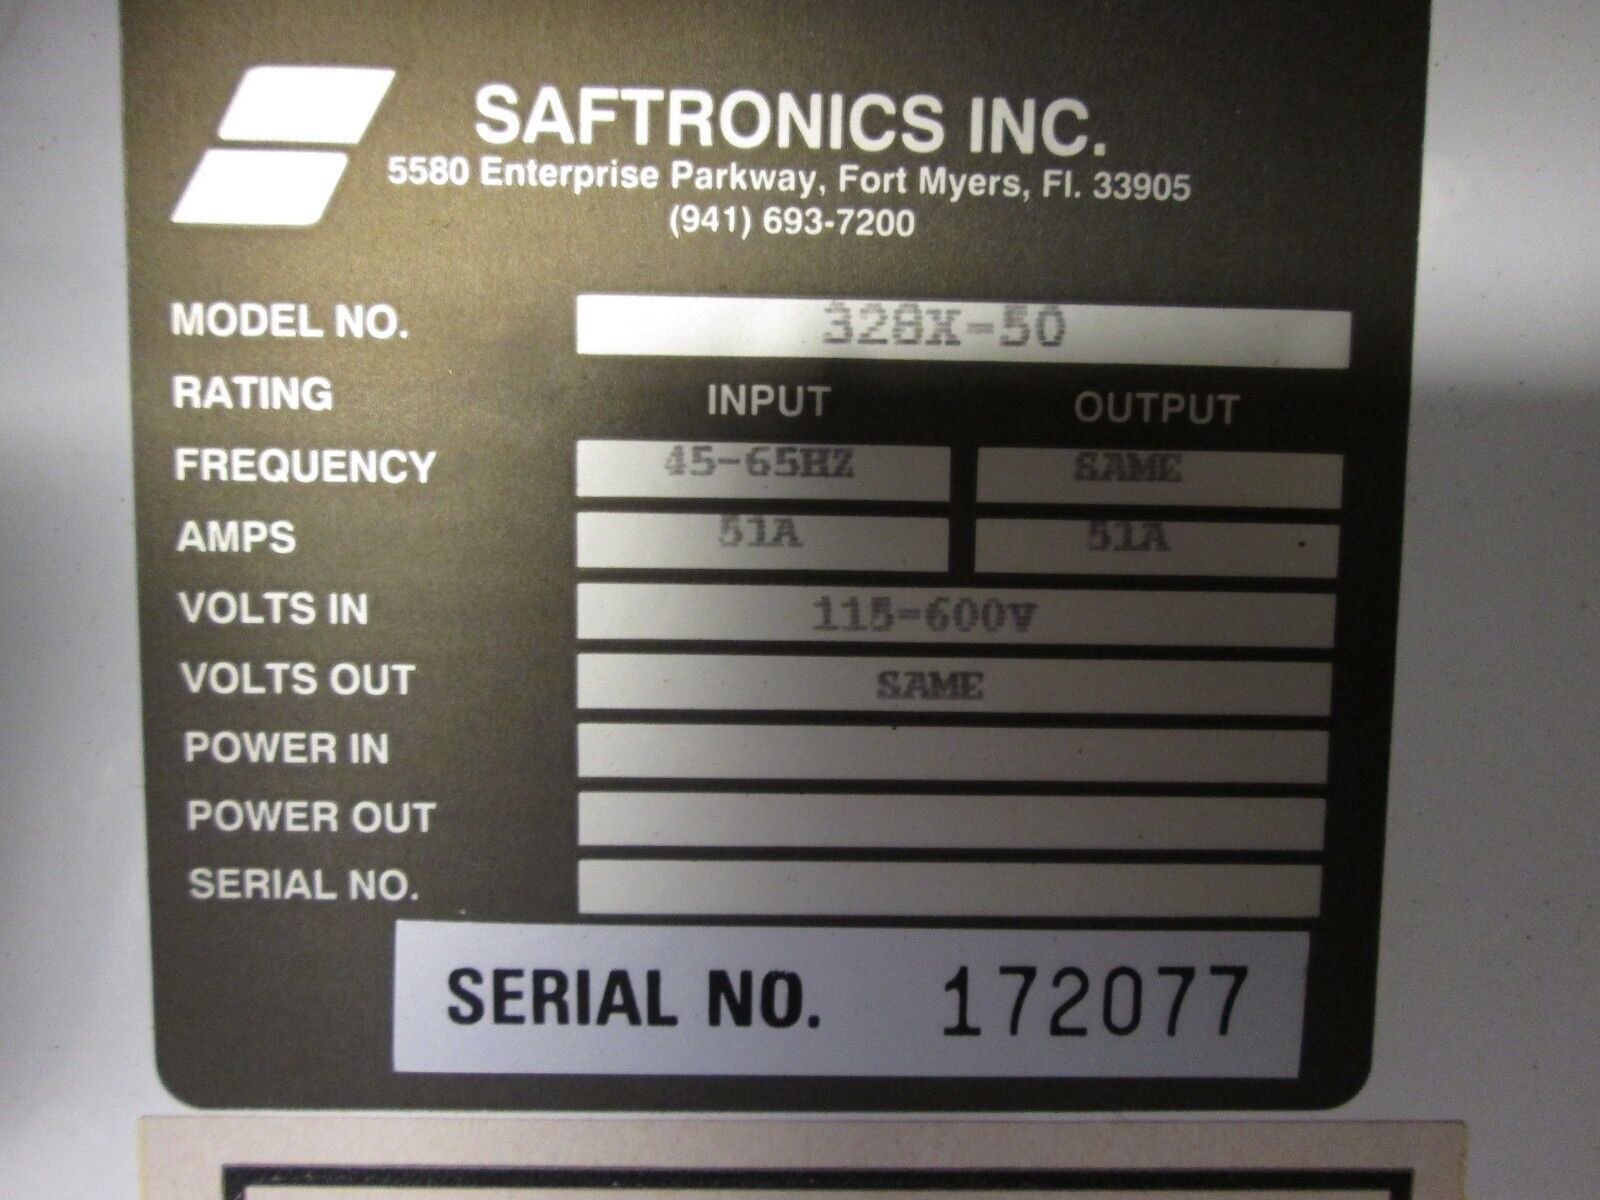 SAFTRONICS INC.
5580 Enterprise Parkway, Fort Myers, Fl. 33905
(941) 693-7200
MODEL NO. 328X-50
RATING INPUT OUTPUT
FREQUENCY 45-65HZ SAME
AMPS 51A 51A
VOLTS IN 115-600V
VOLTS OUT SAME
POWER IN
POWER OUT
SERIAL NO.
SERIAL NO. 172077